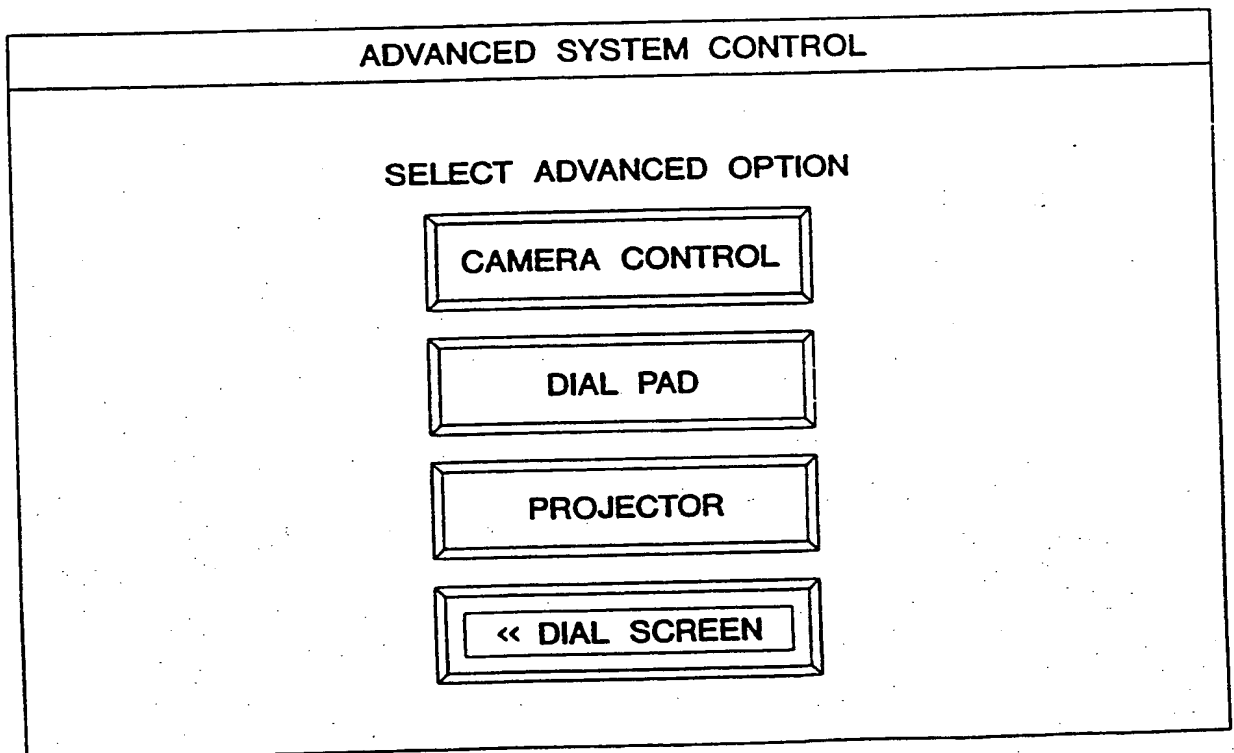 ADVANCED SYSTEM CONTROL
SELECT ADVANCED OPTION
CAMERA CONTROL
DIAL PAD
PROJECTOR
<< DIAL SCREEN